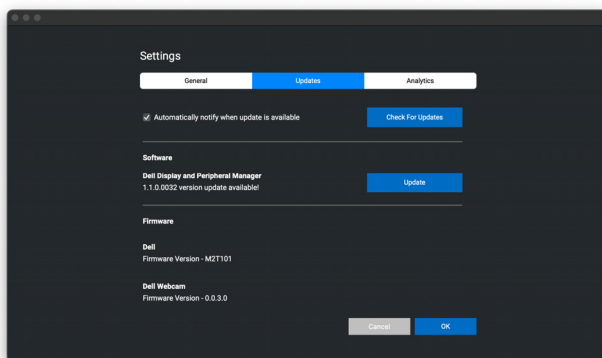 Settings
General
Updates
Analytics
Automatically notify when update is available
Check For Updates
Software
Dell Display and Peripheral Manager
1.1.0.0032 version update available!
Update
Firmware
Dell
Firmware Version - M2T101
Dell Webcam
Firmware Version - 0.0.3.0
Cancel
OK